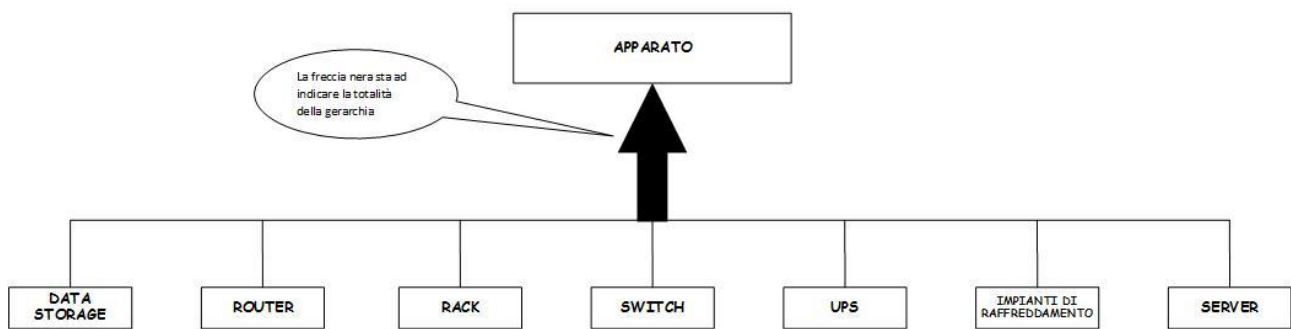 APPARATO
La freccia nera sta ad
indicare la totalità
della gerarchia
DATA
STORAGE
ROUTER
RACK
SWITCH
UPS
IMPIANTI DI
RAFFREDDAMENTO
SERVER